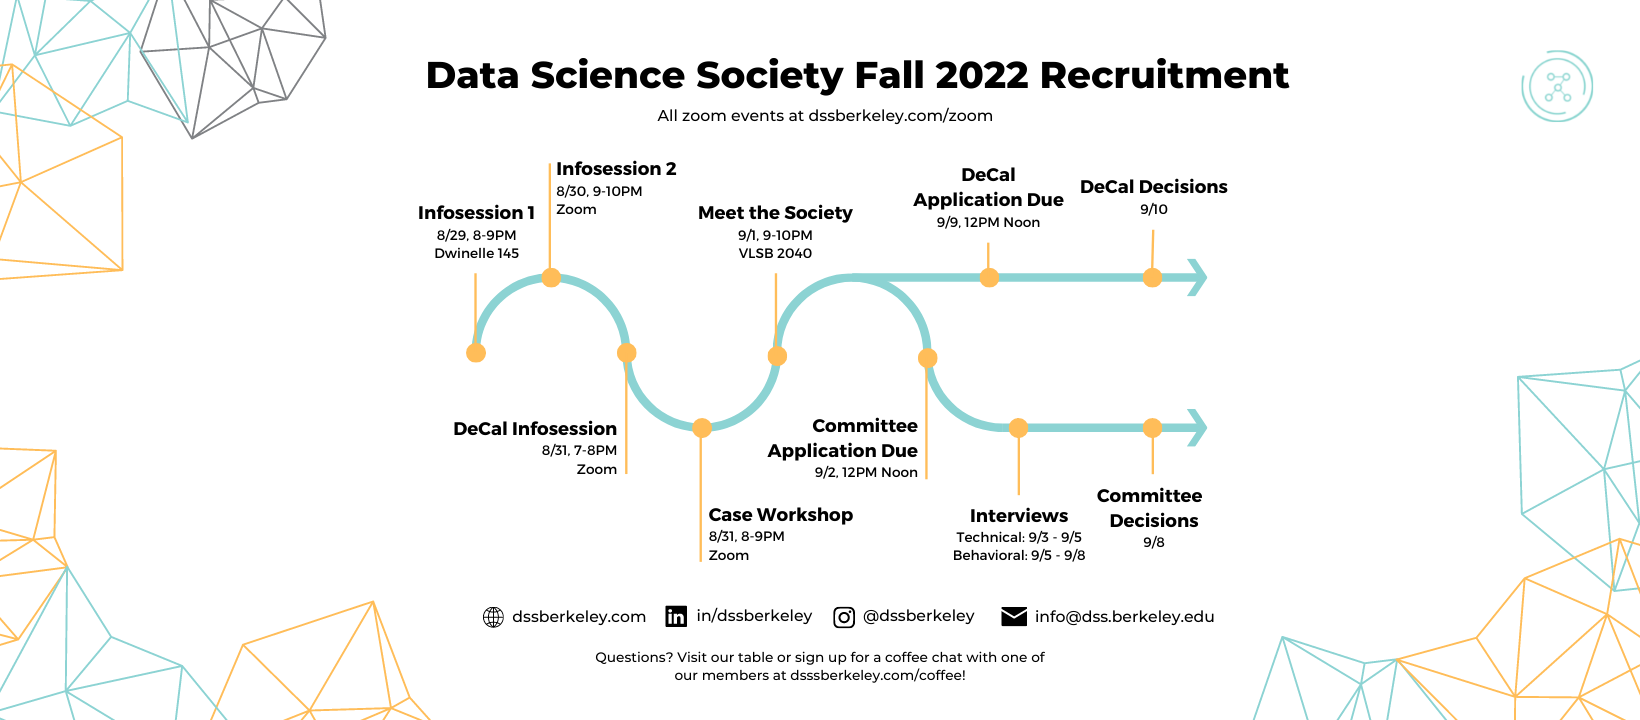 Data Science Society Fall 2022 Recruitment
All zoom events at dssberkeley.com/zoom
Infosession 1
8/29, 8-9PM
Dwinelle 145
Infosession 2
8/30, 9-10PM
Zoom
DeCal Infosession
8/31, 7-8PM
Zoom
Case Workshop
8/31, 8-9PM
Zoom
Meet the Society
9/1, 9-10PM
VLSB 2040
Committee
Application Due
9/2, 12PM Noon
DeCal
Application Due
9/9, 12PM Noon
DeCal Decisions
9/10
Interviews
Technical: 9/3 - 9/5
Behavioral: 9/5 - 9/8
Committee
Decisions
9/8
dssberkeley.com
in/dssberkeley
@dssberkeley
info@dss.berkeley.edu
Questions? Visit our table or sign up for a coffee chat with one of
our members at dsssberkeley.com/coffee!